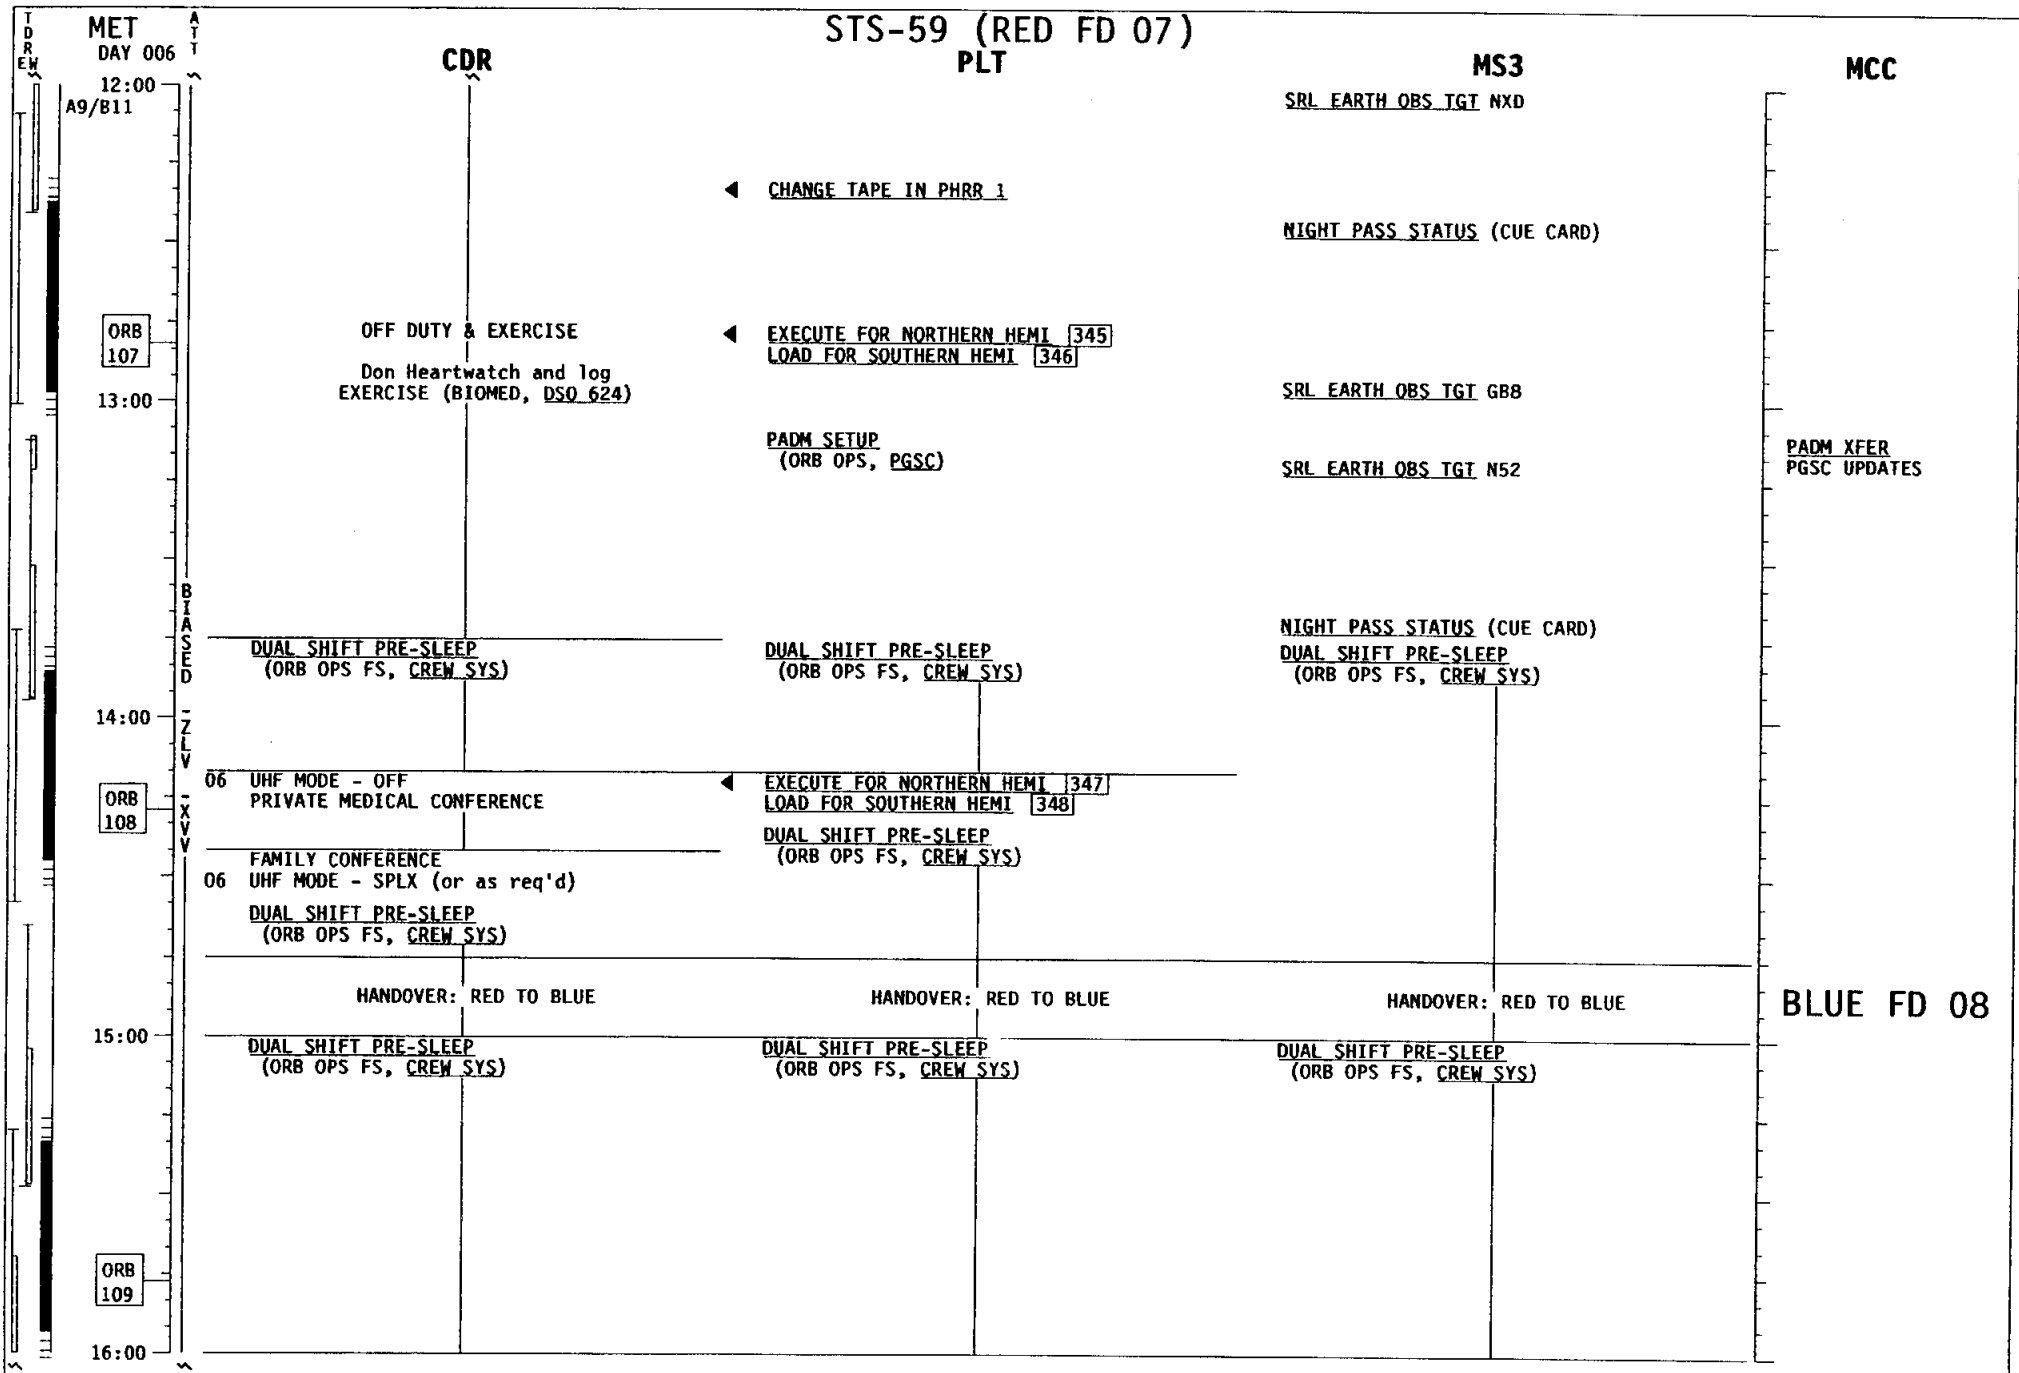 STS-59 (RED FD 07)
TDRE W
MET
DAY 006
ATT
CDR
PLT
MS3
MCC
12:00
A9/B11
SRL EARTH OBS TGT NXD
◀ CHANGE TAPE IN PHRR 1
NIGHT PASS STATUS (CUE CARD)
ORB
107
OFF DUTY & EXERCISE
◀ EXECUTE FOR NORTHERN HEMI 345
LOAD FOR SOUTHERN HEMI 346
Don Heartwatch and log
EXERCISE (BIOMED, DSO 624)
13:00
SRL EARTH OBS TGT GB8
PADM SETUP
(ORB OPS, PGSC)
SRL EARTH OBS TGT N52
PADM XFER
PGSC UPDATES
BIASED -ZLV -XVV
NIGHT PASS STATUS (CUE CARD)
DUAL SHIFT PRE-SLEEP
(ORB OPS FS, CREW SYS)
DUAL SHIFT PRE-SLEEP
(ORB OPS FS, CREW SYS)
DUAL SHIFT PRE-SLEEP
(ORB OPS FS, CREW SYS)
14:00
06 UHF MODE - OFF
PRIVATE MEDICAL CONFERENCE
◀ EXECUTE FOR NORTHERN HEMI 347
LOAD FOR SOUTHERN HEMI 348
ORB
108
DUAL SHIFT PRE-SLEEP
(ORB OPS FS, CREW SYS)
FAMILY CONFERENCE
06 UHF MODE - SPLX (or as req'd)
DUAL SHIFT PRE-SLEEP
(ORB OPS FS, CREW SYS)
HANDOVER: RED TO BLUE
HANDOVER: RED TO BLUE
HANDOVER: RED TO BLUE
BLUE FD 08
15:00
DUAL SHIFT PRE-SLEEP
(ORB OPS FS, CREW SYS)
DUAL SHIFT PRE-SLEEP
(ORB OPS FS, CREW SYS)
DUAL SHIFT PRE-SLEEP
(ORB OPS FS, CREW SYS)
ORB
109
16:00